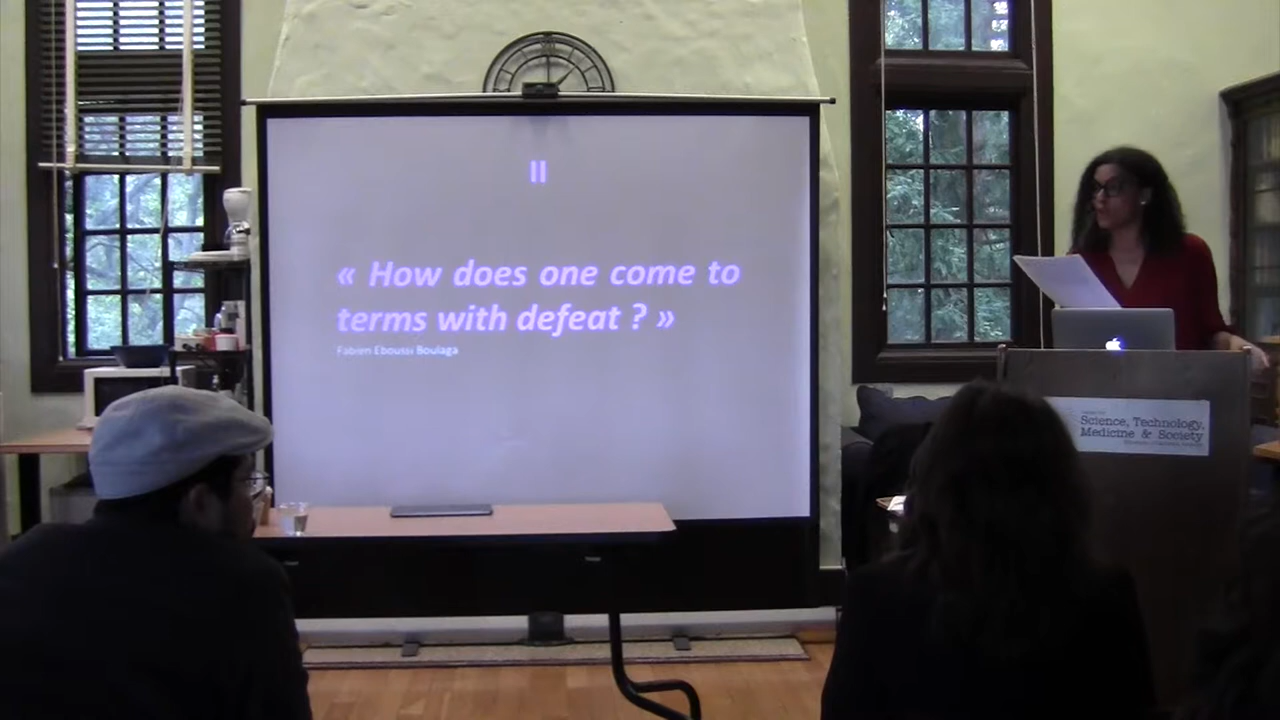 II
« How does one come to
terms with defeat ? »
Fabien Eboussi Boulaga
Science, Technology,
Medicine & Society